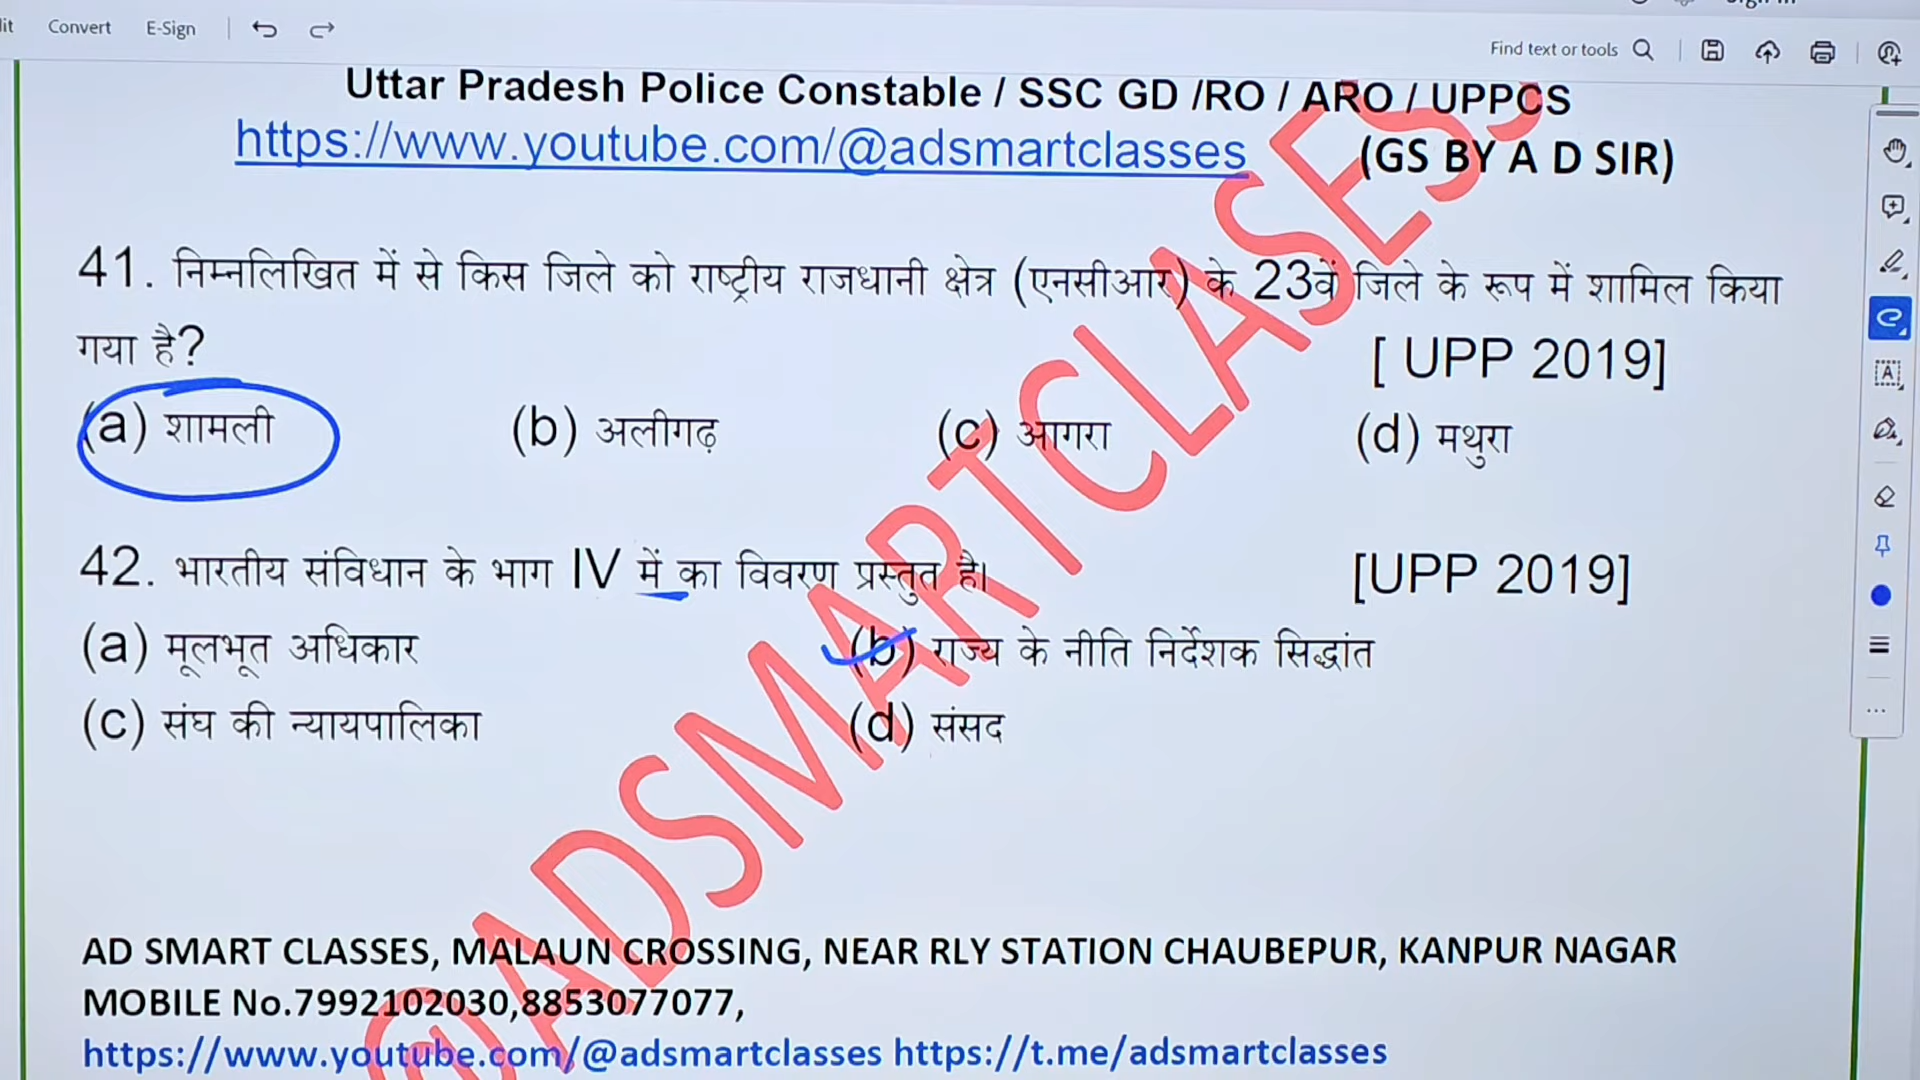 Convert E-Sign
Find text or tools
Uttar Pradesh Police Constable / SSC GD /RO / ARO / UPPCS
https://www.youtube.com/@adsmartclasses (GS BY A D SIR)
41. निम्नलिखित में से किस जिले को राष्ट्रीय राजधानी क्षेत्र (एनसीआर) के 23वें जिले के रूप में शामिल किया
गया है? [ UPP 2019]
(a) शामली (b) अलीगढ़ (c) आगरा (d) मथुरा
42. भारतीय संविधान के भाग IV में का विवरण प्रस्तुत है। [UPP 2019]
(a) मूलभूत अधिकार (b) राज्य के नीति निर्देशक सिद्धांत
(c) संघ की न्यायपालिका (d) संसद
@ADSMARTCLASES
AD SMART CLASSES, MALAUN CROSSING, NEAR RLY STATION CHAUBEPUR, KANPUR NAGAR
MOBILE No.7992102030,8853077077,
https://www.youtube.com/@adsmartclasses https://t.me/adsmartclasses